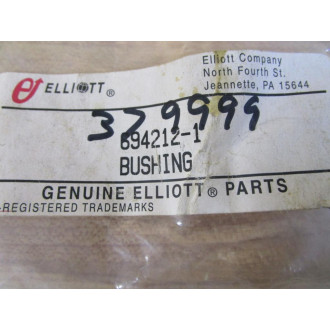 ELLIOTT®
Elliott Company
North Fourth St.
Jeannette, PA 15644
379999
694212-1
BUSHING
GENUINE ELLIOTT® PARTS
-REGISTERED TRADEMARKS